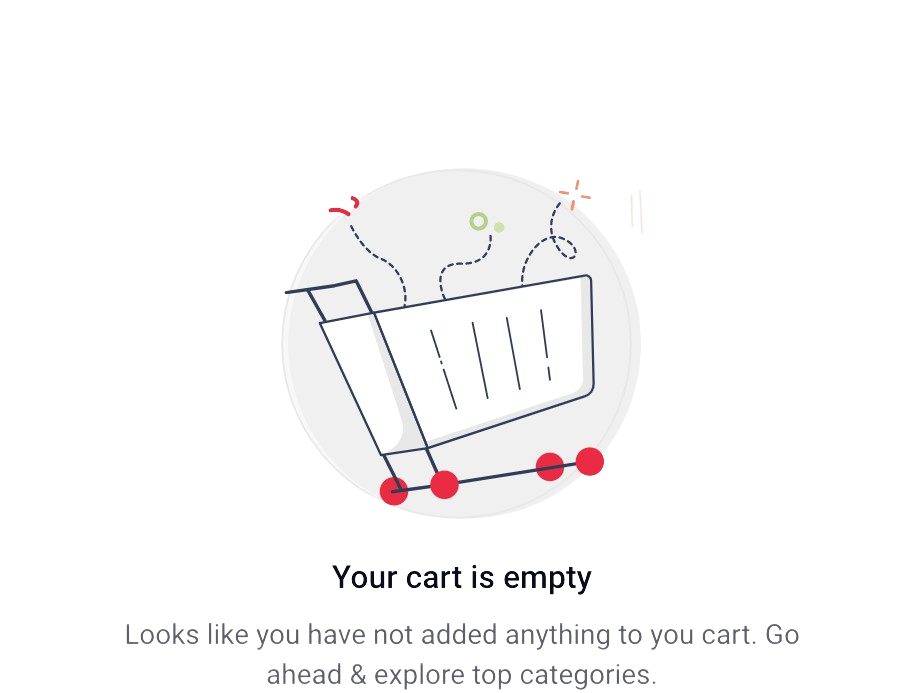 Your cart is empty
Looks like you have not added anything to you cart. Go
ahead & explore top categories.